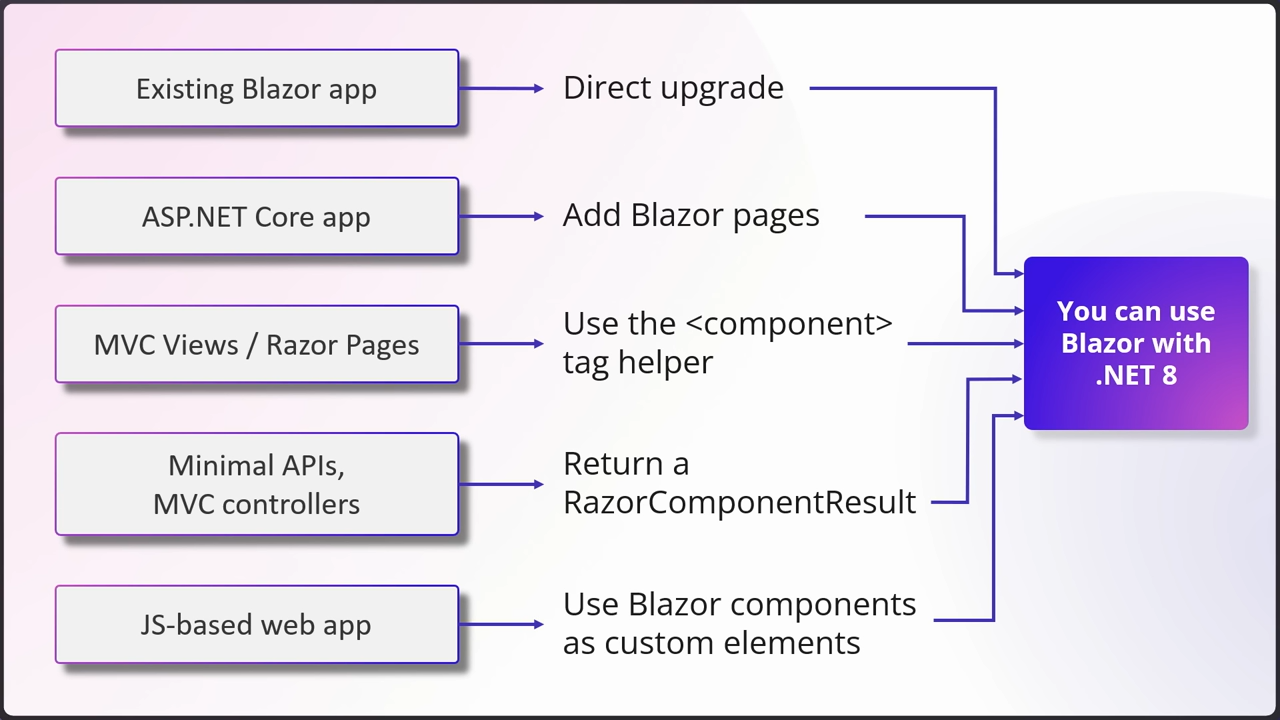 Existing Blazor app
Direct upgrade
ASP.NET Core app
Add Blazor pages
MVC Views / Razor Pages
Use the <component>
tag helper
Minimal APIs,
MVC controllers
Return a
RazorComponentResult
JS-based web app
Use Blazor components
as custom elements
You can use
Blazor with
.NET 8